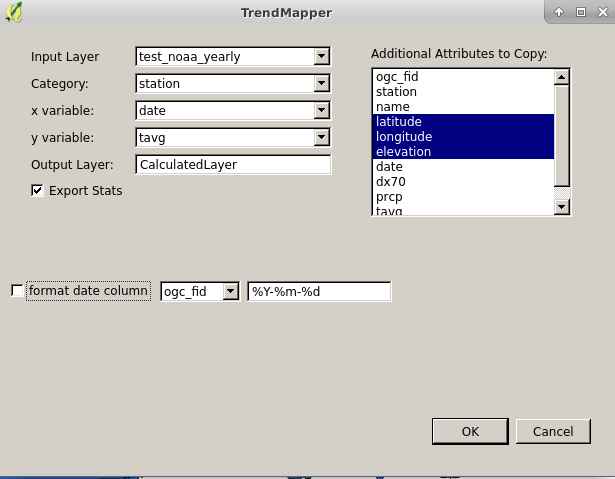 TrendMapper
Input Layer test_noaa_yearly
Category: station
x variable: date
y variable: tavg
Output Layer: CalculatedLayer
Export Stats
Additional Attributes to Copy:
ogc_fid
station
name
latitude
longitude
elevation
date
dx70
prcp
tavg
format date column ogc_fid %Y-%m-%d
OK Cancel